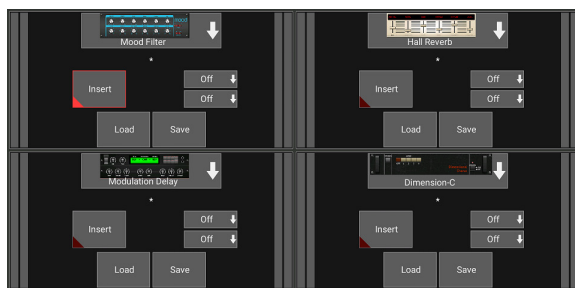 Mood Filter
*
Insert
Off
Off
Load
Save
Hall Reverb
*
Insert
Off
Off
Load
Save
Modulation Delay
*
Insert
Off
Off
Load
Save
Dimension-C
*
Insert
Off
Off
Load
Save